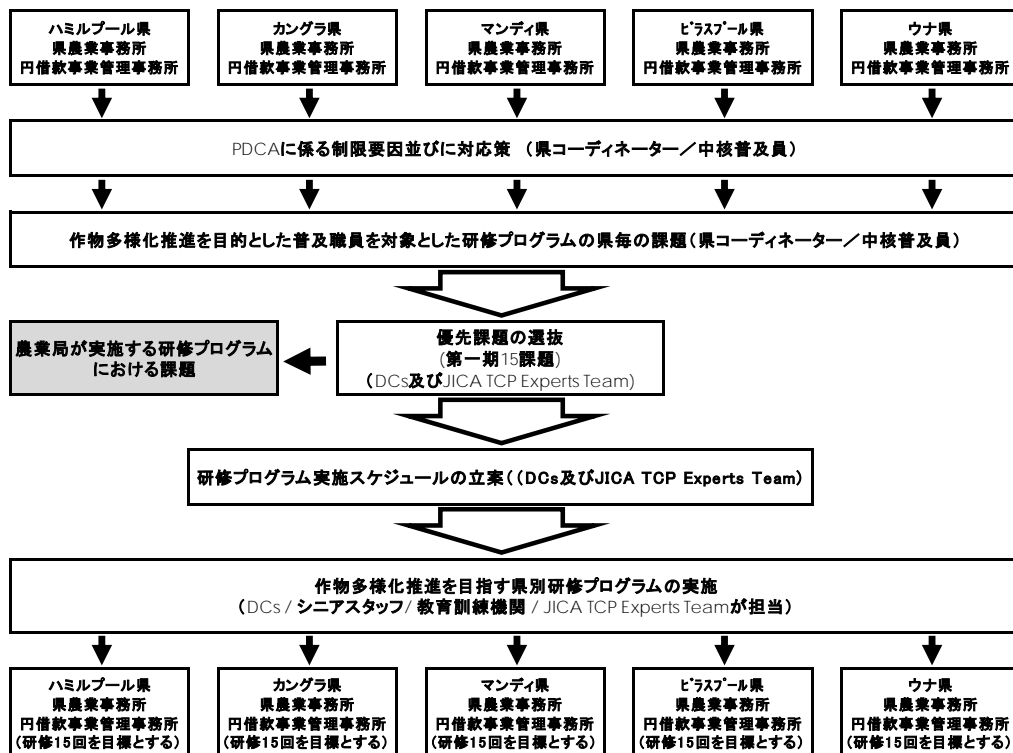 ハミルプール県
県農業事務所
円借款事業管理事務所
カングラ県
県農業事務所
円借款事業管理事務所
マンディ県
県農業事務所
円借款事業管理事務所
ﾋﾞﾗｽﾌﾟｰﾙ県
県農業事務所
円借款事業管理事務所
ウナ県
県農業事務所
円借款事業管理事務所
PDCAに係る制限要因並びに対応策 （県コーディネーター／中核普及員）
作物多様化推進を目的とした普及職員を対象とした研修プログラムの県毎の課題（県コーディネーター／中核普及員）
優先課題の選抜
(第一期15課題)
（DCs及びJICA TCP Experts Team)
農業局が実施する研修プログラム
における課題
研修プログラム実施スケジュールの立案（（DCs及びJICA TCP Experts Team)
作物多様化推進を目指す県別研修プログラムの実施
（DCs / シニアスタッフ/ 教育訓練機関 / JICA TCP Experts Teamが担当）
ハミルプール県
県農業事務所
円借款事業管理事務所
(研修15回を目標とする)
カングラ県
県農業事務所
円借款事業管理事務所
(研修15回を目標とする)
マンディ県
県農業事務所
円借款事業管理事務所
(研修15回を目標とする)
ﾋﾞﾗｽﾌﾟｰﾙ県
県農業事務所
円借款事業管理事務所
(研修15回を目標とする)
ウナ県
県農業事務所
円借款事業管理事務所
(研修15回を目標とする)